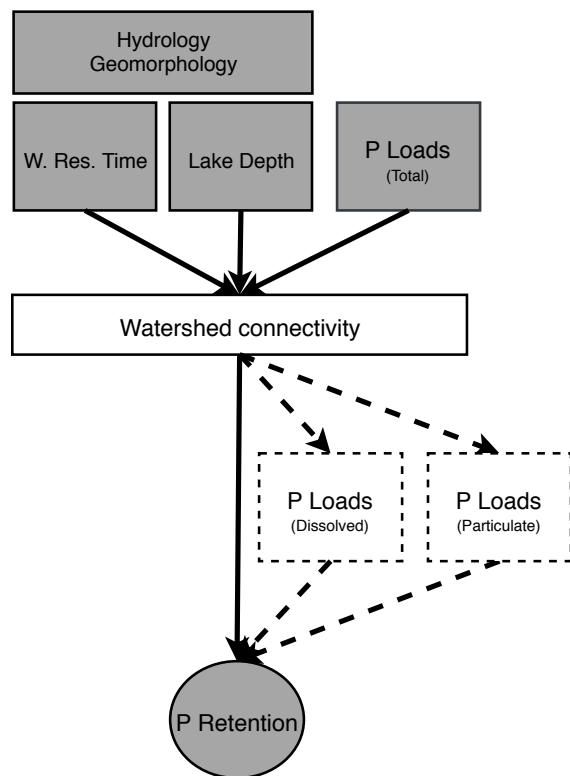 Hydrology
Geomorphology
W. Res. Time
Lake Depth
P Loads
(Total)
Watershed connectivity
P Loads
(Dissolved)
P Loads
(Particulate)
P Retention